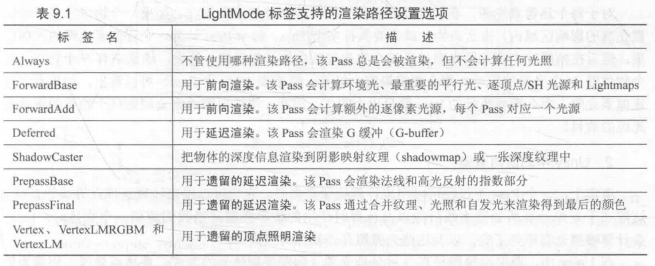 表 9.1 LightMode 标签支持的渲染路径设置选项
标 签 名 描 述
Always 不管使用哪种渲染路径，该 Pass 总是会被渲染，但不会计算任何光照
ForwardBase 用于前向渲染。该 Pass 会计算环境光、最重要的平行光、逐顶点/SH 光源和 Lightmaps
ForwardAdd 用于前向渲染。该 Pass 会计算额外的逐像素光源，每个 Pass 对应一个光源
Deferred 用于延迟渲染。该 Pass 会渲染 G 缓冲（G-buffer）
ShadowCaster 把物体的深度信息渲染到阴影映射纹理（shadowmap）或一张深度纹理中
PrepassBase 用于遗留的延迟渲染。该 Pass 会渲染法线和高光反射的指数部分
PrepassFinal 用于遗留的延迟渲染。该 Pass 通过合并纹理、光照和自发光来渲染得到最后的颜色
Vertex、VertexLMRGBM 和
VertexLM 用于遗留的顶点照明渲染